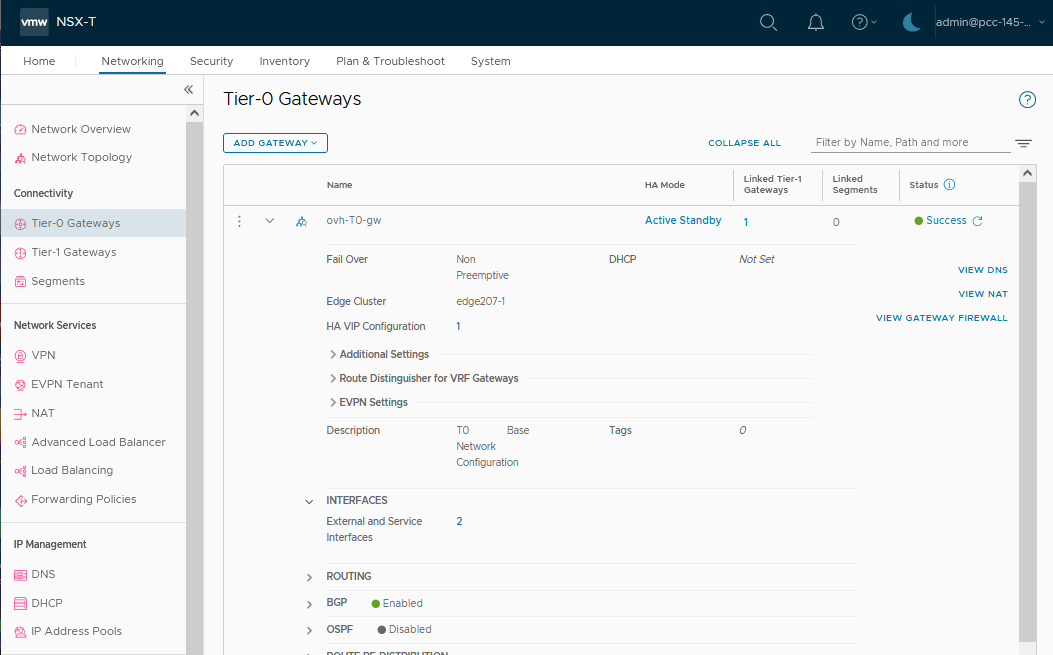 vmw NSX-T
admin@pcc-145-...
Home Networking Security Inventory Plan & Troubleshoot System
Network Overview
Network Topology
Connectivity
Tier-0 Gateways
Tier-1 Gateways
Segments
Network Services
VPN
EVPN Tenant
NAT
Advanced Load Balancer
Load Balancing
Forwarding Policies
IP Management
DNS
DHCP
IP Address Pools
Tier-0 Gateways
ADD GATEWAY
COLLAPSE ALL
Filter by Name, Path and more
Name HA Mode Linked Tier-1 Gateways Linked Segments Status
ovh-T0-gw Active Standby 1 0 Success
Fail Over Non Preemptive DHCP Not Set
VIEW DNS
VIEW NAT
VIEW GATEWAY FIREWALL
Edge Cluster edge207-1
HA VIP Configuration 1
Additional Settings
Route Distinguisher for VRF Gateways
EVPN Settings
Description T0 Base Network Configuration Tags 0
INTERFACES
External and Service Interfaces 2
ROUTING
BGP Enabled
OSPF Disabled
ROUTE RE-DISTRIBUTION